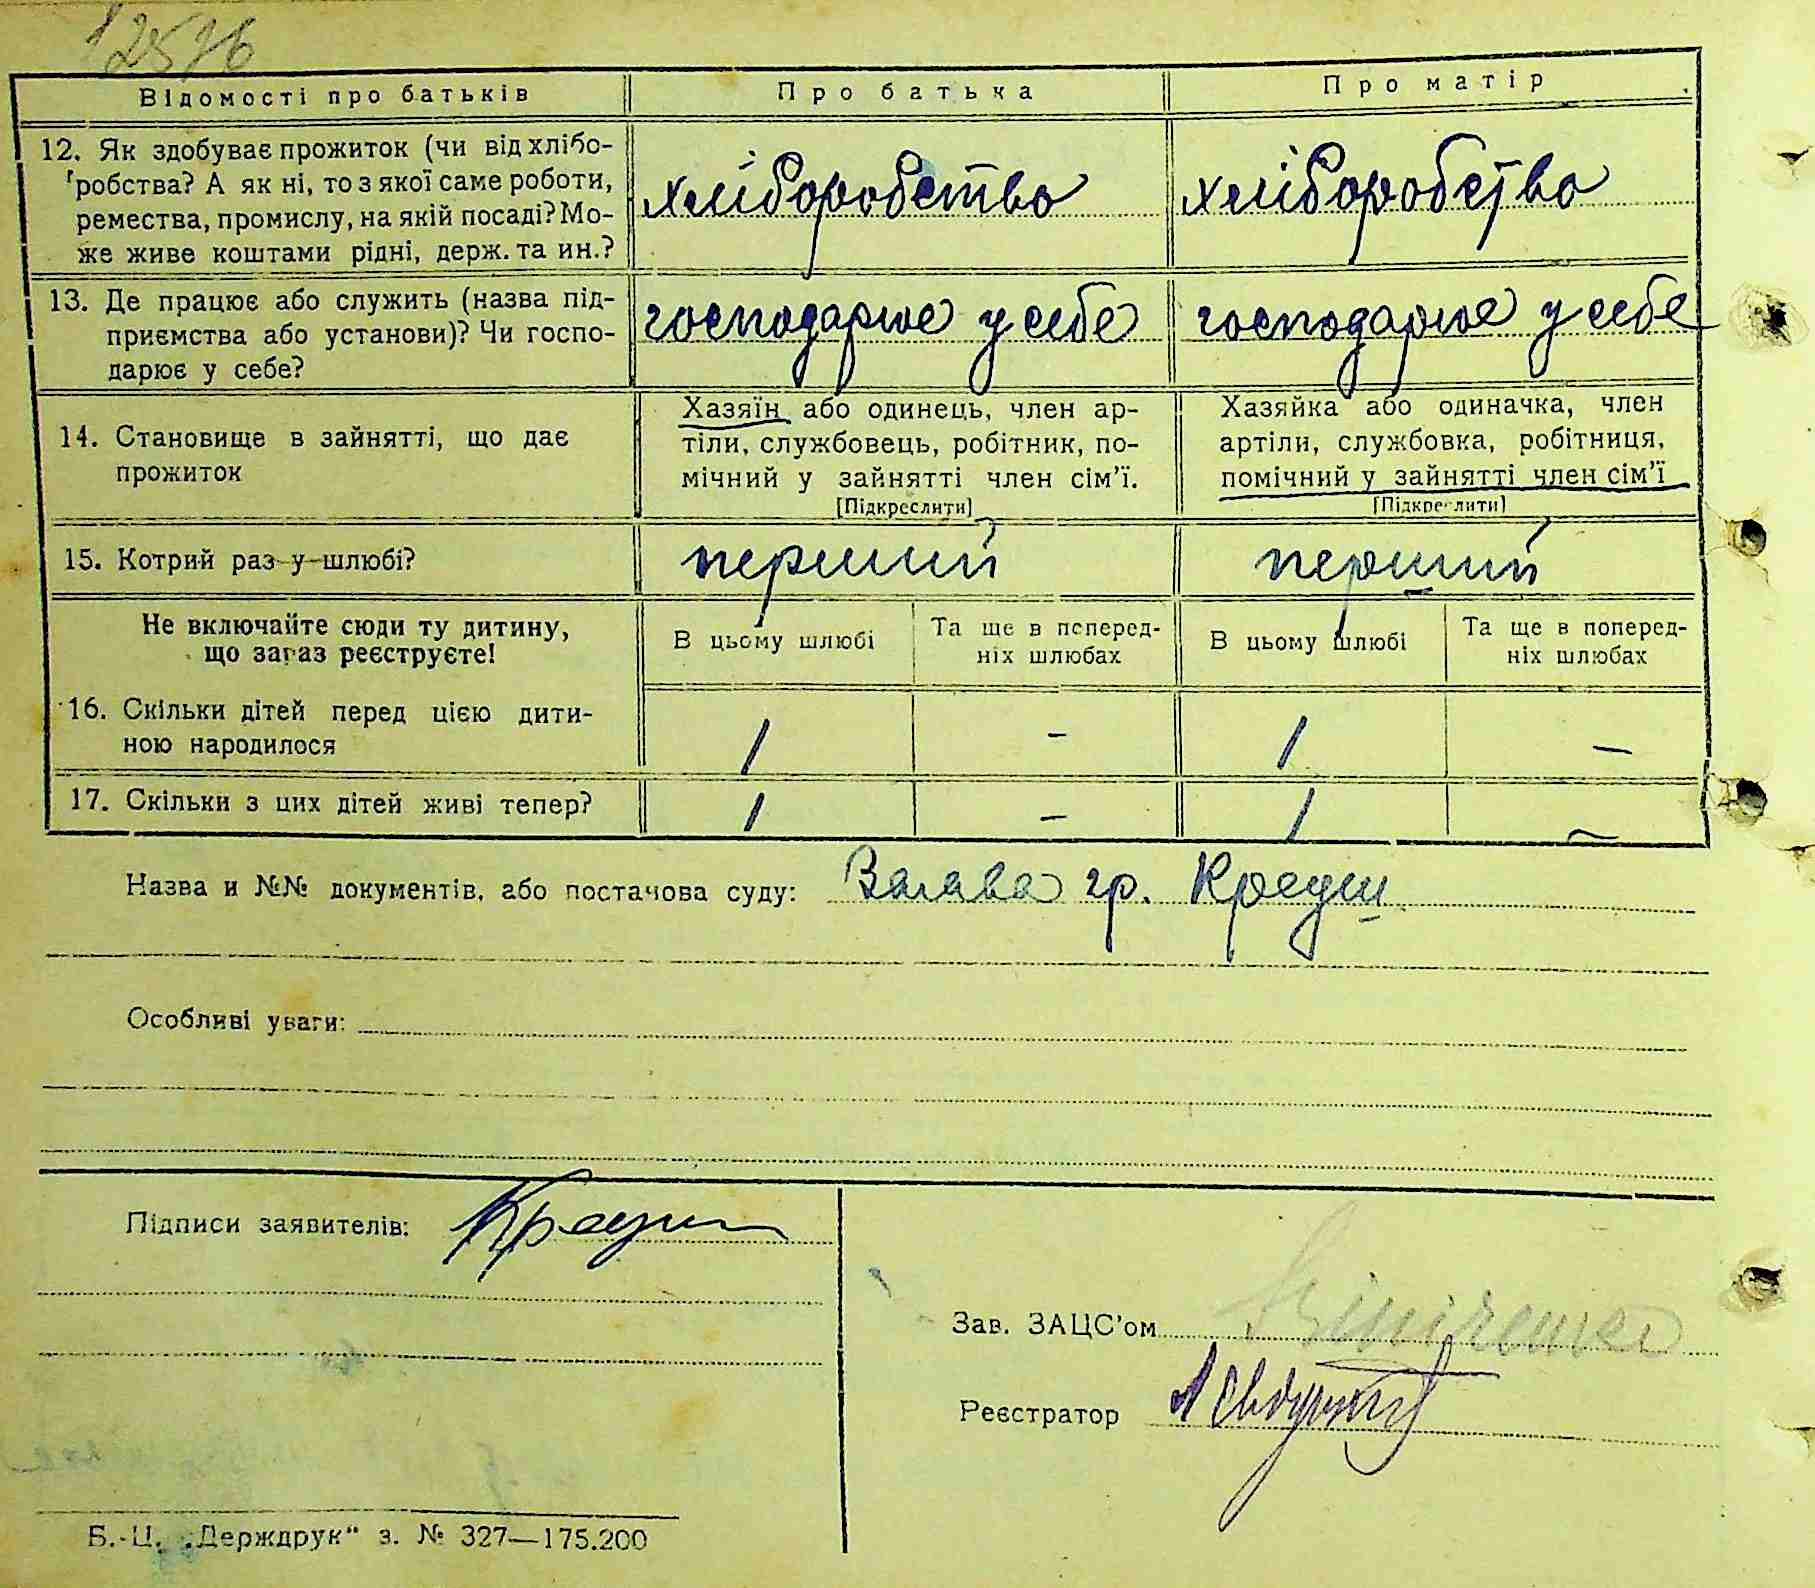 12576
Відомості про батьків
Про батька
Про матір
12. Як здобуває прожиток (чи від хлібо-
робства? А як ні, то з якої саме роботи,
ремества, промислу, на якій посаді? Мо-
же живе коштами рідні, держ. та ин.?
хліборобство
хліборобство
13. Де працює або служить (назва під-
приємства або установи)? Чи госпо-
дарює у себе?
господарює у себе
господарює у себе
14. Становище в зайнятті, що дає
прожиток
Хазяїн або одинець, член ар-
тіли, службовець, робітник, по-
мічний у зайнятті член сім'ї.
[Підкреслити]
Хазяйка або одиначка, член
артіли, службовка, робітниця,
помічний у зайнятті член сім'ї
[Підкреслити]
15. Котрий раз у шлюбі?
перший
перший
Не включайте сюди ту дитину,
що зараз реєструєте!
В цьому шлюбі
Та ще в поперед-
ніх шлюбах
В цьому шлюбі
Та ще в поперед-
ніх шлюбах
16. Скільки дітей перед цією дити-
ною народилося
1 - 1 -
17. Скільки з цих дітей живі тепер?
1 - 1 -
Назва и №№ документів, або постанова суду: Заява гр. Креуш
Особливі уваги:
Підписи заявителів: Креуш
Зав. ЗАЦС'ом
Реєстратор
Б.-Ц. „Держдрук" з. № 327—175.200